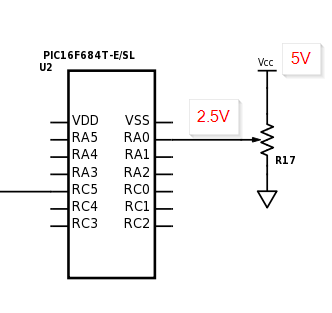 PIC16F684T-E/SL
U2
Vcc
5V
2.5V
VDD VSS
RA5 RA0
RA4 RA1
RA3 RA2
RC5 RC0
RC4 RC1
RC3 RC2
R17